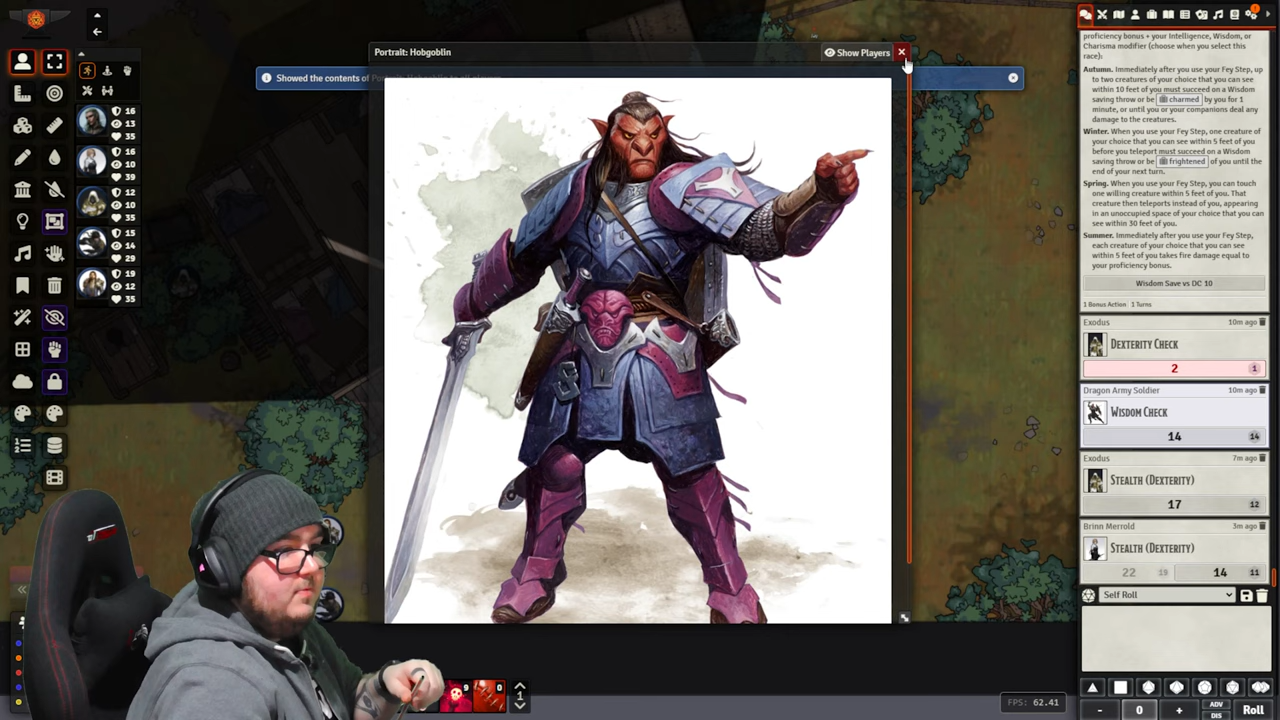 Portrait: Hobgoblin
Show Players
Showed the contents of
16
13
35
16
10
39
12
10
35
15
14
29
19
12
35
proficiency bonus + your Intelligence, Wisdom, or
Charisma modifier (choose when you select this
race):
Autumn. Immediately after you use your Fey Step, up
to two creatures of your choice that you can see
within 10 feet of you must succeed on a Wisdom
saving throw or be charmed by you for 1
minute, or until you or your companions deal any
damage to the creatures.
Winter. When you use your Fey Step, one creature of
your choice that you can see within 5 feet of you
before you teleport must succeed on a Wisdom
saving throw or be frightened of you until the
end of your next turn.
Spring. When you use your Fey Step, you can touch
one willing creature within 5 feet of you. That
creature then teleports instead of you, appearing
in an unoccupied space of your choice that you can
see within 30 feet of you.
Summer. Immediately after you use your Fey Step,
each creature of your choice that you can see
within 5 feet of you takes fire damage equal to
your proficiency bonus.
Wisdom Save vs DC 10
1 Bonus Action 1 Turns
Exodus 10m ago
Dexterity Check
2 1
Dragon Army Soldier 10m ago
Wisdom Check
14 14
Exodus 7m ago
Stealth (Dexterity)
17 12
Brinn Merrold 3m ago
Stealth (Dexterity)
22 19 14 11
Self Roll
9 0 1
FPS: 62.41
- 0 + ADV DIS Roll